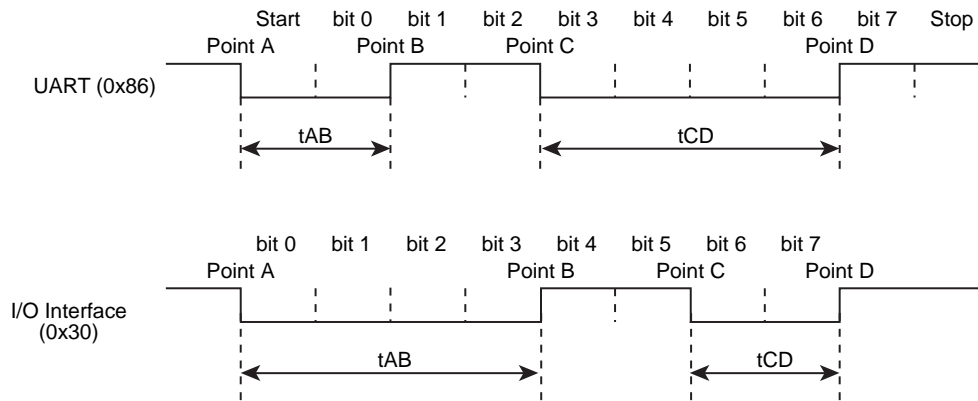 Start bit 0 bit 1 bit 2 bit 3 bit 4 bit 5 bit 6 bit 7 Stop
Point A Point B Point C Point D
UART (0x86)
tAB tCD
bit 0 bit 1 bit 2 bit 3 bit 4 bit 5 bit 6 bit 7
Point A Point B Point C Point D
I/O Interface
(0x30)
tAB tCD